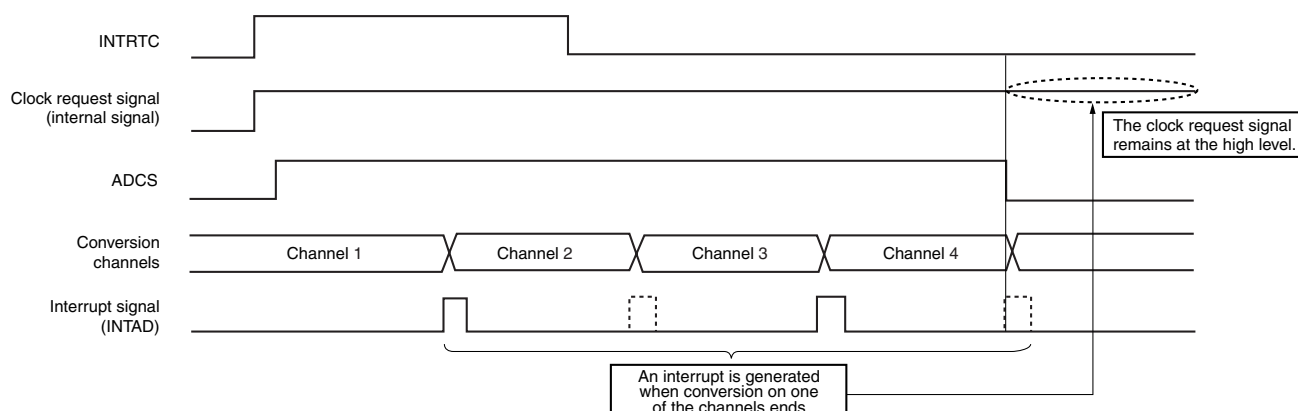 INTRTC
Clock request signal
(internal signal)
The clock request signal
remains at the high level.
ADCS
Conversion
channels
Channel 1
Channel 2
Channel 3
Channel 4
Interrupt signal
(INTAD)
An interrupt is generated
when conversion on one
of the channels ends